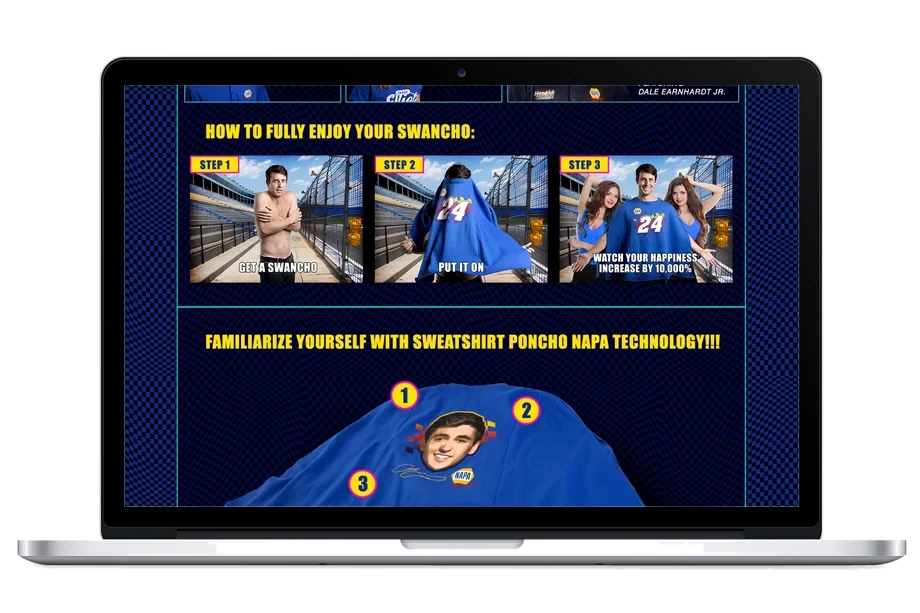 DALE EARNHARDT JR.
HOW TO FULLY ENJOY YOUR SWANCHO:
STEP 1
GET A SWANCHO
STEP 2
24
PUT IT ON
STEP 3
24
WATCH YOUR HAPPINESS
INCREASE BY 10,000%
FAMILIARIZE YOURSELF WITH SWEATSHIRT PONCHO NAPA TECHNOLOGY!!!
1
2
3
NAPA